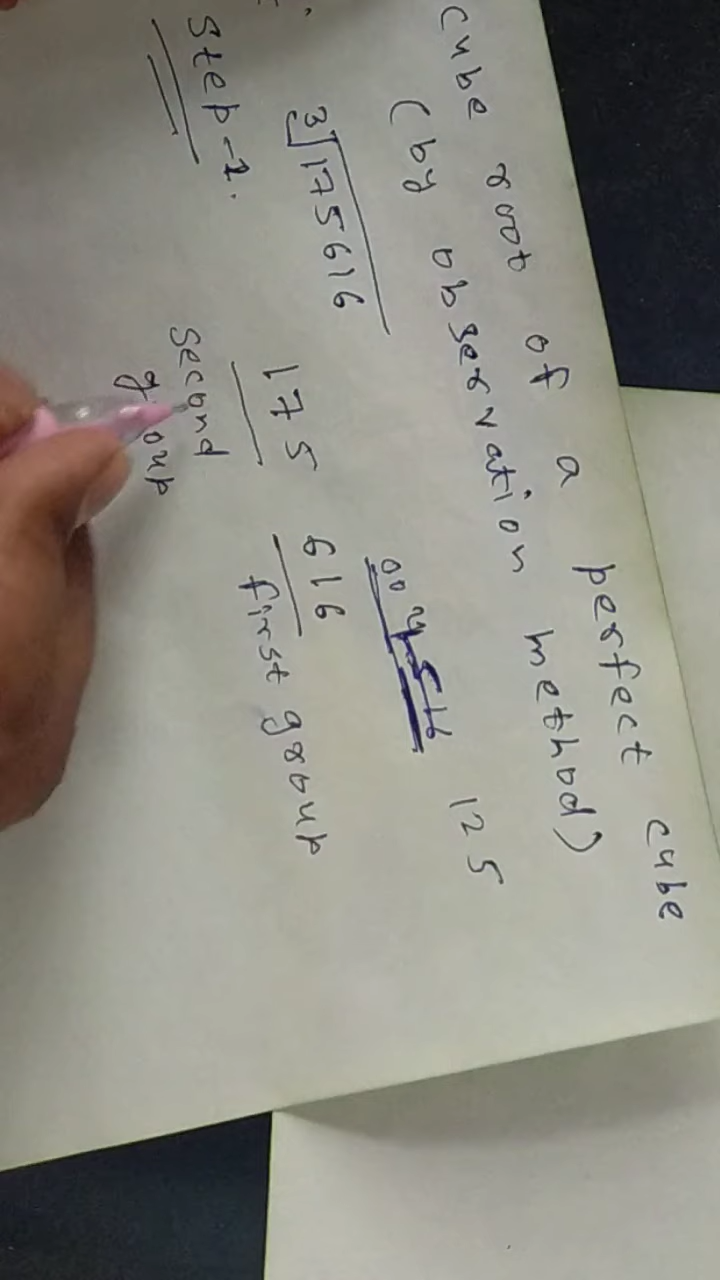 cube root of a perfect cube
(by observation method)
125
∛175616
175 616
second group
first group
Step-1.